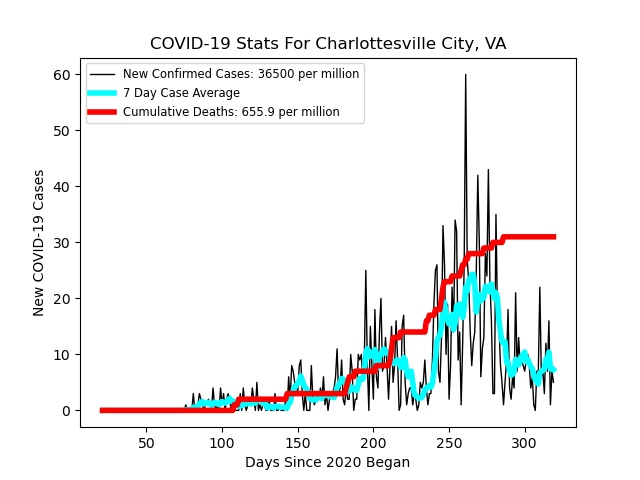 COVID-19 Stats For Charlottesville City, VA
New Confirmed Cases: 36500 per million
7 Day Case Average
Cumulative Deaths: 655.9 per million
New COVID-19 Cases
60
50
40
30
20
10
0
50 100 150 200 250 300
Days Since 2020 Began